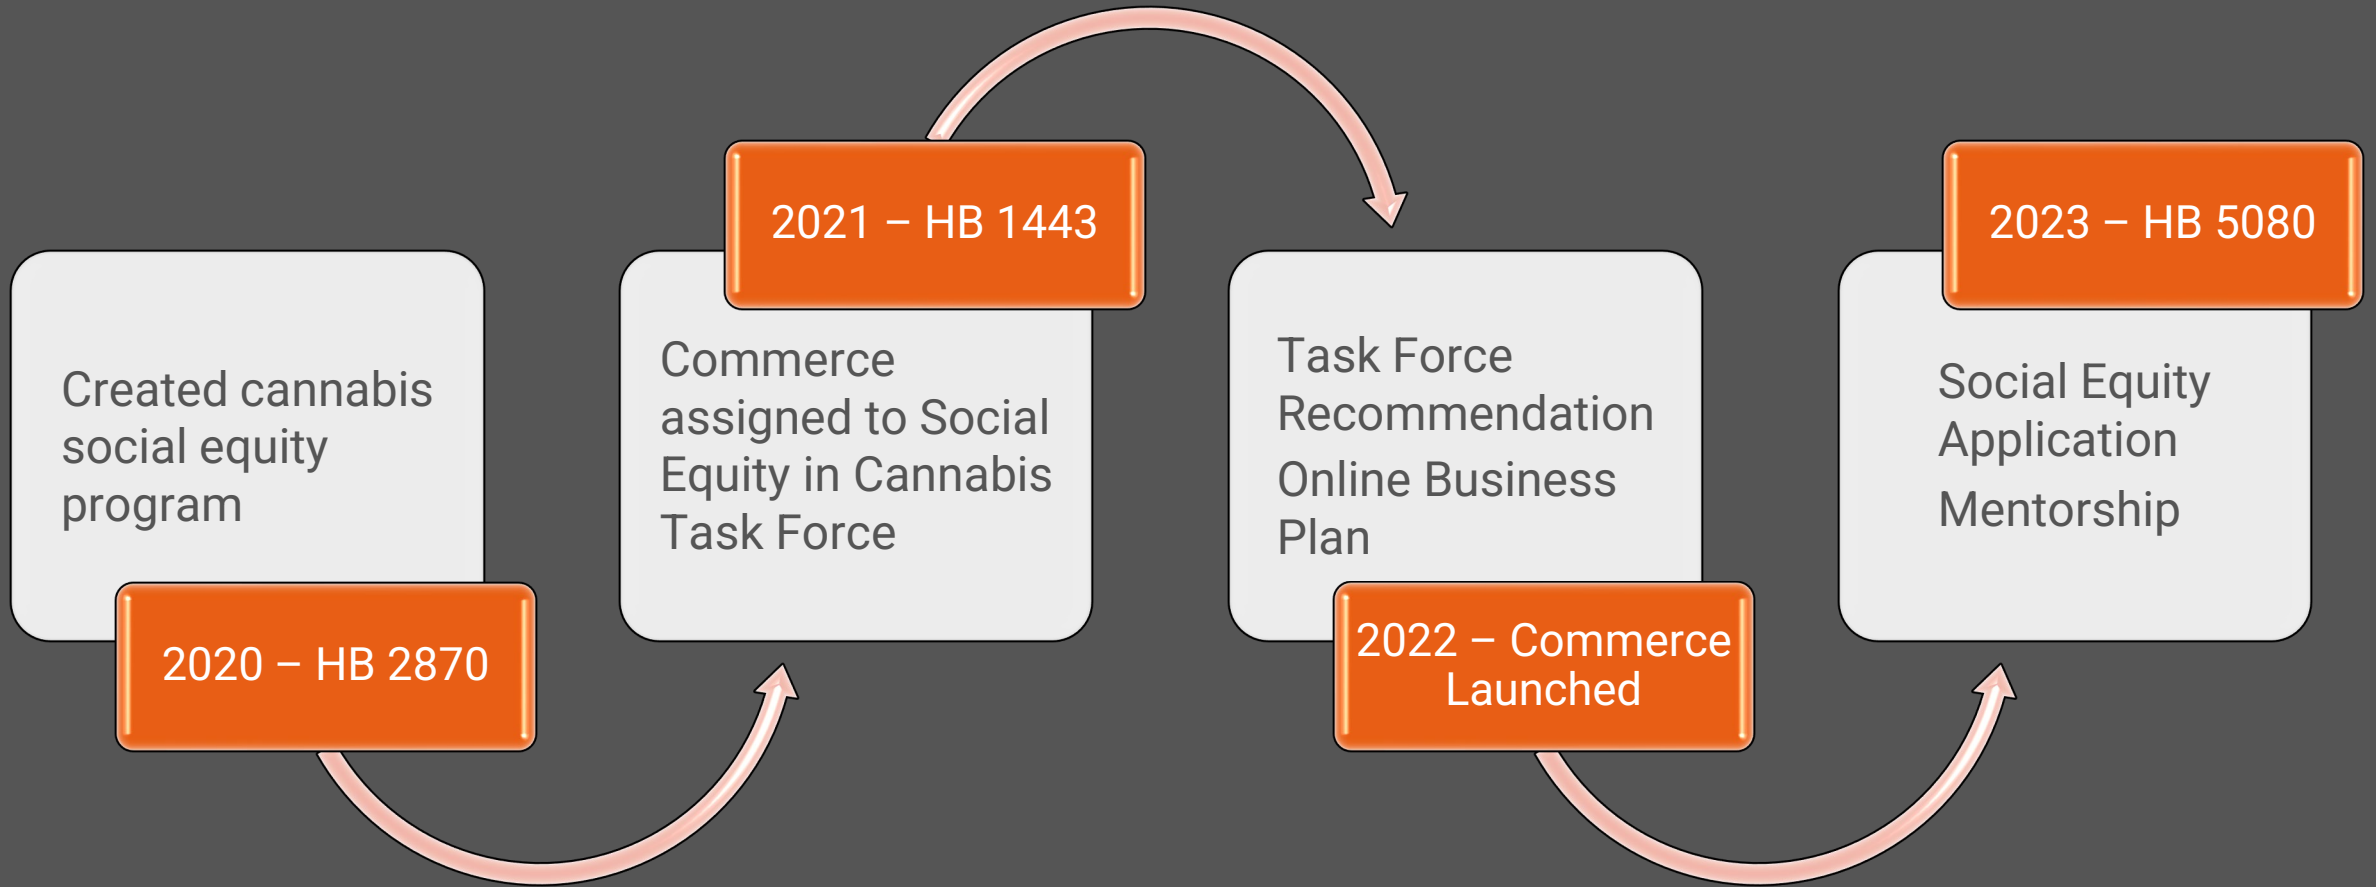 Created cannabis
social equity
program
2020 – HB 2870
2021 – HB 1443
Commerce
assigned to Social
Equity in Cannabis
Task Force
Task Force
Recommendation
Online Business
Plan
2022 – Commerce
Launched
2023 – HB 5080
Social Equity
Application
Mentorship